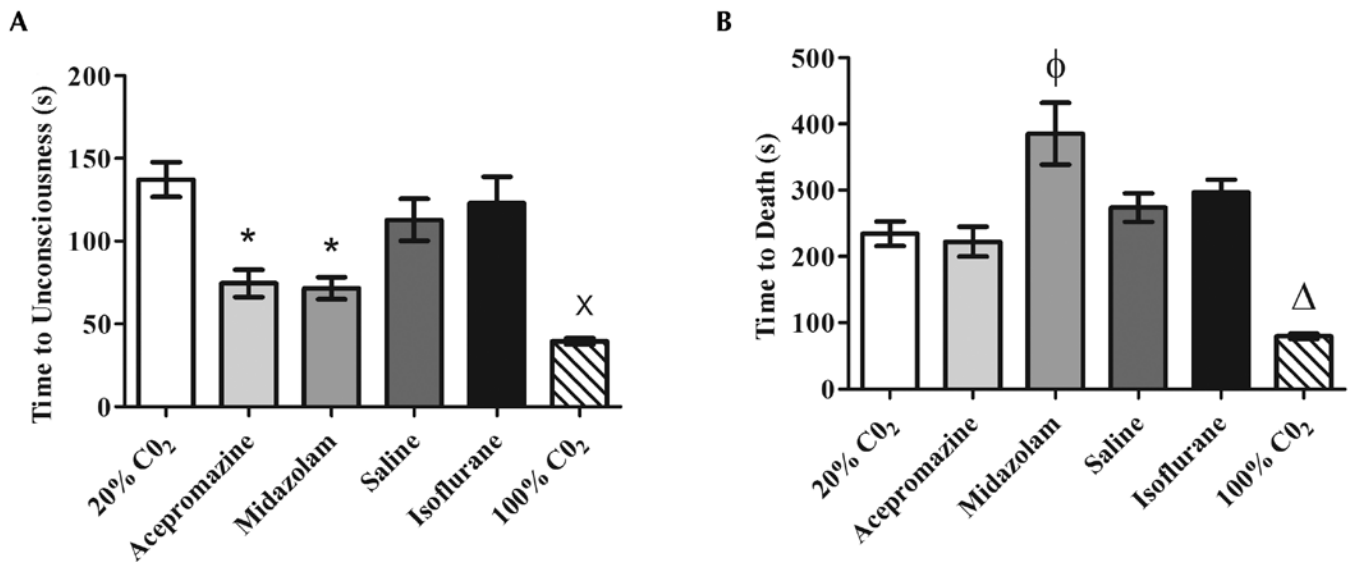 A
Time to Unconsciousness (s)
200
150
100
50
0
*
*
X
20% C0₂
Acepromazine
Midazolam
Saline
Isoflurane
100% C0₂
B
Time to Death (s)
500
400
300
200
100
0
ϕ
Δ
20% C0₂
Acepromazine
Midazolam
Saline
Isoflurane
100% C0₂